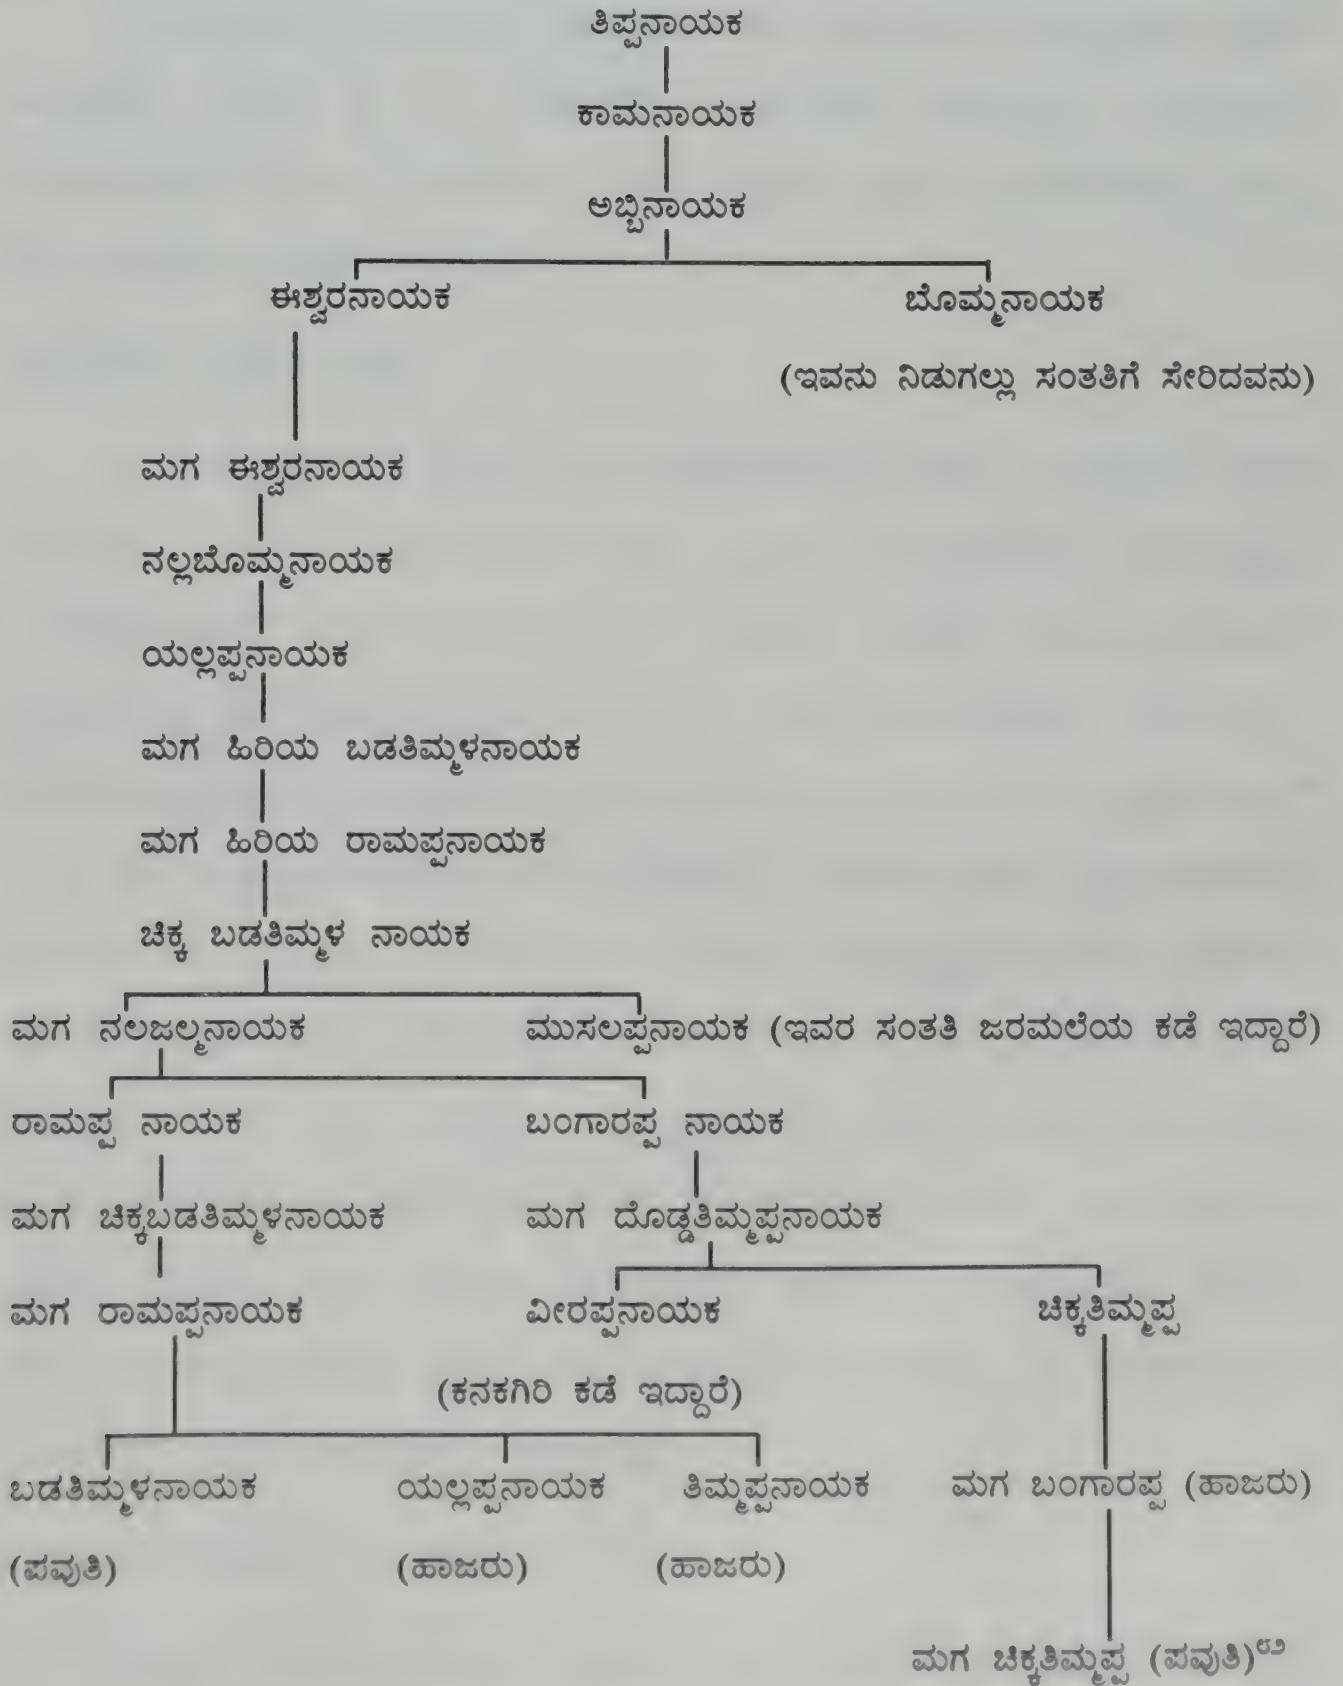 ತಿಪ್ಪನಾಯಕ
ಕಾಮನಾಯಕ
ಅಬ್ಬಿನಾಯಕ
ಈಶ್ವರನಾಯಕ ಬೊಮ್ಮನಾಯಕ
(ಇವನು ನಿಡುಗಲ್ಲು ಸಂತತಿಗೆ ಸೇರಿದವನು)
ಮಗ ಈಶ್ವರನಾಯಕ
ನಲ್ಲಬೊಮ್ಮನಾಯಕ
ಯಲ್ಲಪ್ಪನಾಯಕ
ಮಗ ಹಿರಿಯ ಬಡತಿಮ್ಮಳನಾಯಕ
ಮಗ ಹಿರಿಯ ರಾಮಪ್ಪನಾಯಕ
ಚಿಕ್ಕ ಬಡತಿಮ್ಮಳ ನಾಯಕ
ಮಗ ನಲಜಲ್ಮನಾಯಕ ಮುಸಲಪ್ಪನಾಯಕ (ಇವರ ಸಂತತಿ ಜರಮಲೆಯ ಕಡೆ ಇದ್ದಾರೆ)
ರಾಮಪ್ಪ ನಾಯಕ ಬಂಗಾರಪ್ಪ ನಾಯಕ
ಮಗ ಚಿಕ್ಕಬಡತಿಮ್ಮಳನಾಯಕ ಮಗ ದೊಡ್ಡತಿಮ್ಮಪ್ಪನಾಯಕ
ಮಗ ರಾಮಪ್ಪನಾಯಕ ವೀರಪ್ಪನಾಯಕ ಚಿಕ್ಕತಿಮ್ಮಪ್ಪ
(ಕನಕಗಿರಿ ಕಡೆ ಇದ್ದಾರೆ)
ಬಡತಿಮ್ಮಳನಾಯಕ ಯಲ್ಲಪ್ಪನಾಯಕ ತಿಮ್ಮಪ್ಪನಾಯಕ ಮಗ ಬಂಗಾರಪ್ಪ (ಹಾಜರು)
(ಪವುತಿ) (ಹಾಜರು) (ಹಾಜರು)
ಮಗ ಚಿಕ್ಕತಿಮ್ಮಪ್ಪ (ಪವುತಿ)೮೨